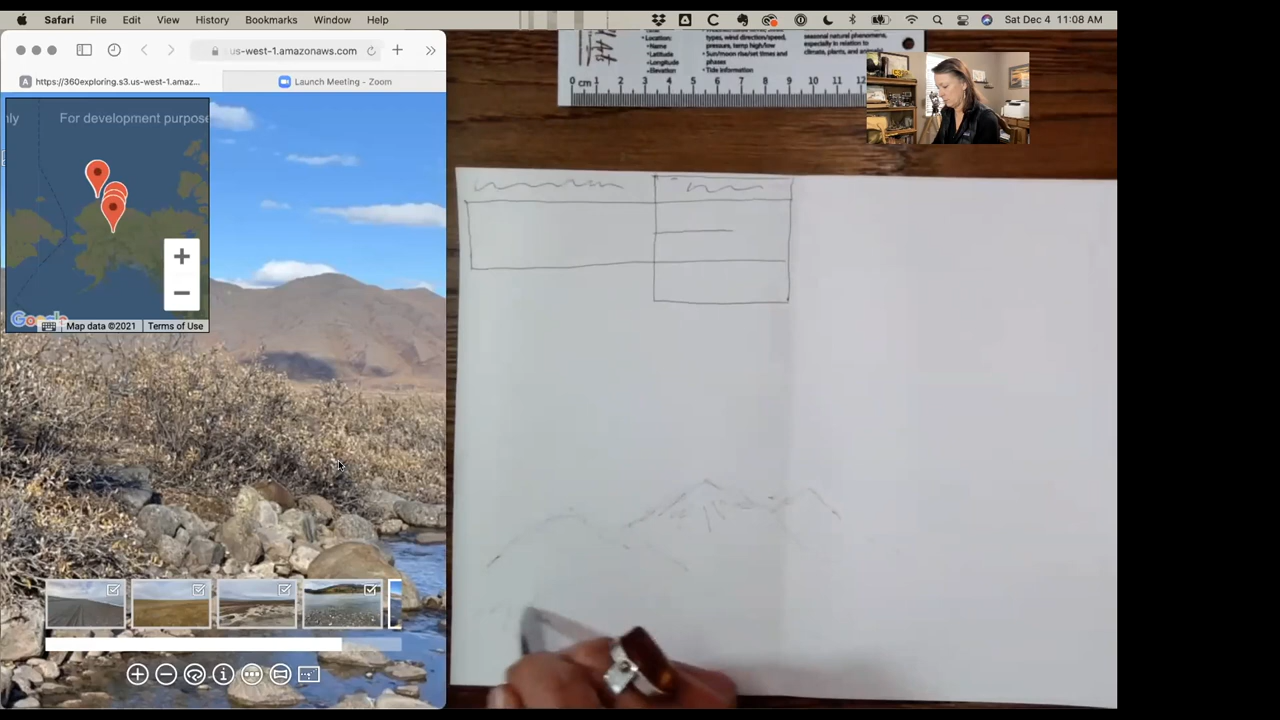 Safari File Edit View History Bookmarks Window Help Sat Dec 4 11:08 AM
us-west-1.amazonaws.com
https://360exploring.s3.us-west-1.amaz... Launch Meeting - Zoom
nly For development purpose
Google Map data ©2021 Terms of Use
• Location:
• Name
• Latitude
• Longitude
• Elevation
types, wind direction/speed,
pressure, temp high/low
• Sun/moon rise/set times and
phases
• Tide information
seasonal phenomena,
especially in relation to
climate, plants, and
0 cm 1 2 3 4 5 6 7 8 9 10 11 12